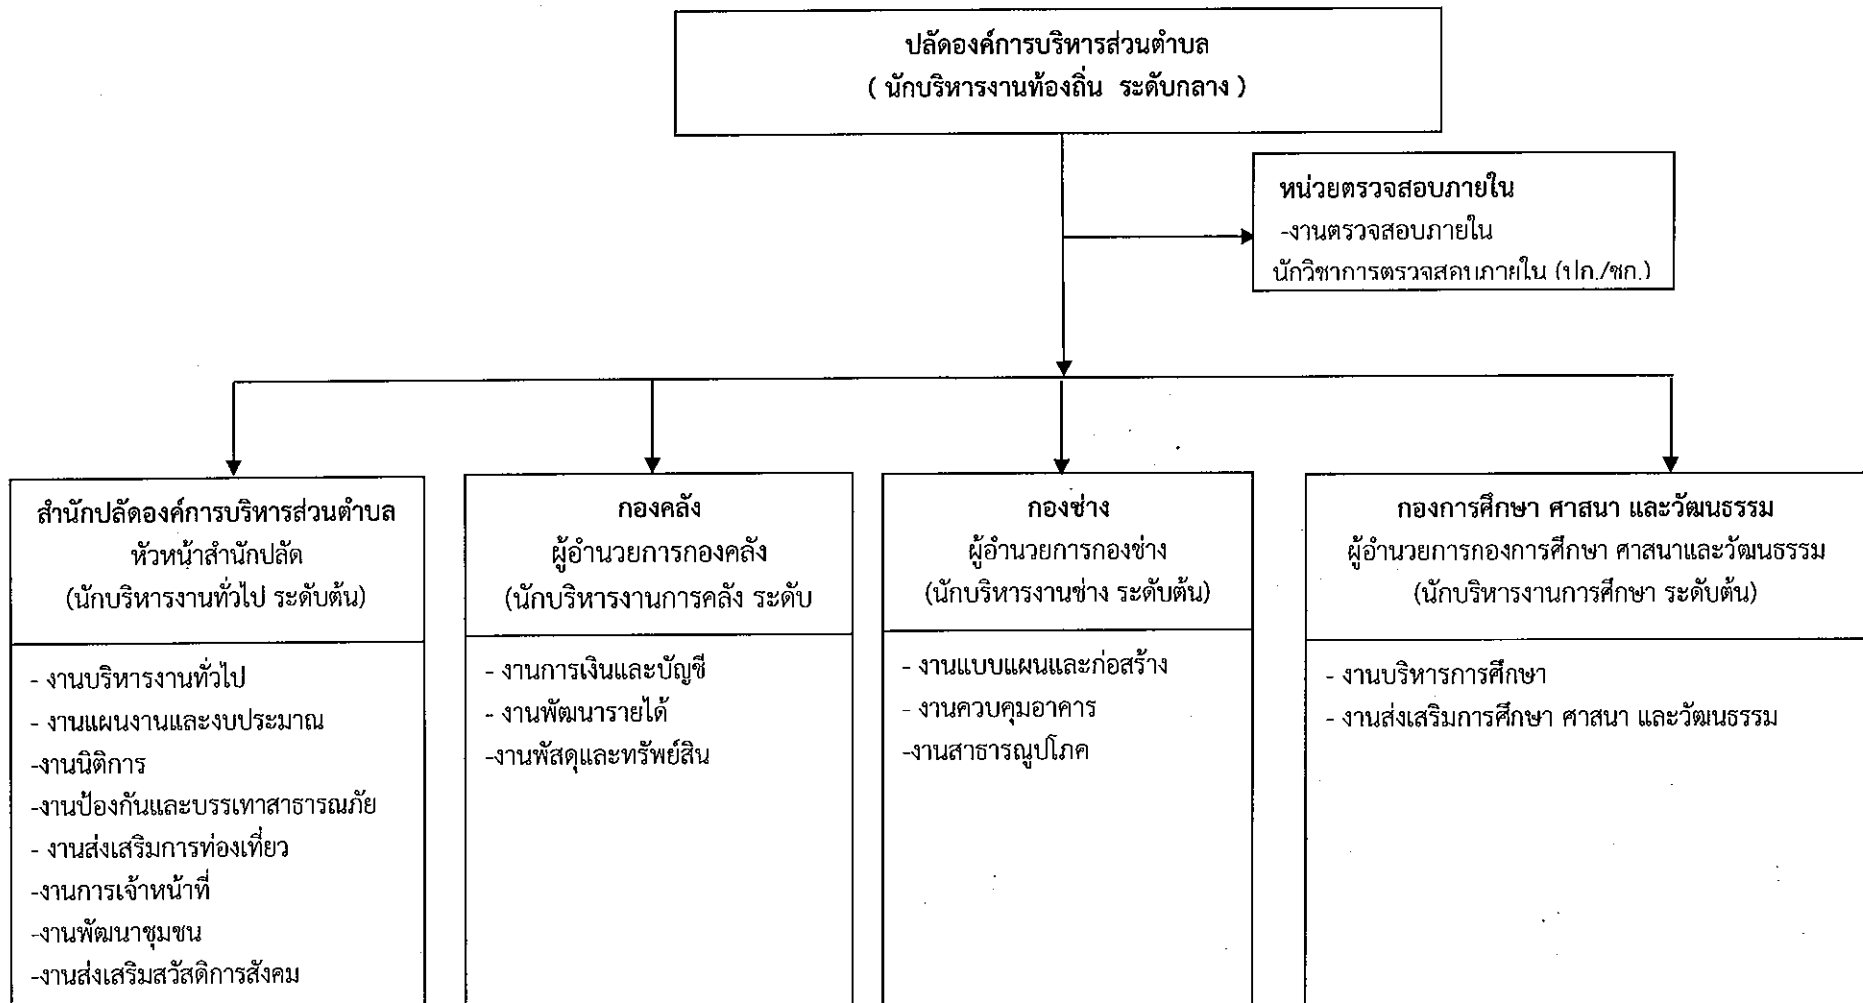 ปลัดองค์การบริหารส่วนตำบล
( นักบริหารงานท้องถิ่น ระดับกลาง )
หน่วยตรวจสอบภายใน
-งานตรวจสอบภายใน
นักวิชาการตรวจสอบภายใน (ปก./ชก.)
สำนักปลัดองค์การบริหารส่วนตำบล
หัวหน้าสำนักปลัด
(นักบริหารงานทั่วไป ระดับต้น)
- งานบริหารงานทั่วไป
- งานแผนงานและงบประมาณ
-งานนิติการ
-งานป้องกันและบรรเทาสาธารณภัย
- งานส่งเสริมการท่องเที่ยว
-งานการเจ้าหน้าที่
-งานพัฒนาชุมชน
-งานส่งเสริมสวัสดิการสังคม
กองคลัง
ผู้อำนวยการกองคลัง
(นักบริหารงานการคลัง ระดับ
- งานการเงินและบัญชี
- งานพัฒนารายได้
-งานพัสดุและทรัพย์สิน
กองช่าง
ผู้อำนวยการกองช่าง
(นักบริหารงานช่าง ระดับต้น)
- งานแบบแผนและก่อสร้าง
- งานควบคุมอาคาร
-งานสาธารณูปโภค
กองการศึกษา ศาสนา และวัฒนธรรม
ผู้อำนวยการกองการศึกษา ศาสนาและวัฒนธรรม
(นักบริหารงานการศึกษา ระดับต้น)
- งานบริหารการศึกษา
- งานส่งเสริมการศึกษา ศาสนา และวัฒนธรรม